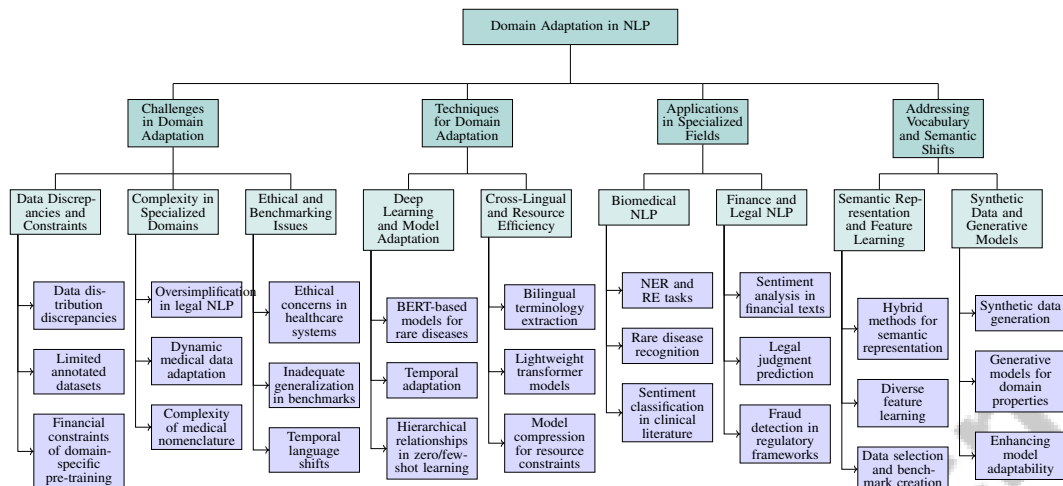 Domain Adaptation in NLP
Challenges
in Domain
Adaptation
Techniques
for Domain
Adaptation
Applications
in Specialized
Fields
Addressing
Vocabulary
and Semantic
Shifts
Data Discrep-
ancies and
Constraints
Complexity in
Specialized
Domains
Ethical and
Benchmarking
Issues
Deep
Learning
and Model
Adaptation
Cross-Lingual
and Resource
Efficiency
Biomedical
NLP
Finance and
Legal NLP
Semantic Rep-
resentation
and Feature
Learning
Synthetic
Data and
Generative
Models
Data dis-
tribution
discrepancies
Limited
annotated
datasets
Financial
constraints
of domain-
specific
pre-training
Oversimplification
in legal NLP
Dynamic
medical data
adaptation
Complexity
of medical
nomenclature
Ethical
concerns in
healthcare
systems
Inadequate
generalization
in benchmarks
Temporal
language
shifts
BERT-based
models for
rare diseases
Temporal
adaptation
Hierarchical
relationships
in zero/few-
shot learning
Bilingual
terminology
extraction
Lightweight
transformer
models
Model
compression
for resource
constraints
NER and
RE tasks
Rare disease
recognition
Sentiment
classification
in clinical
literature
Sentiment
analysis in
financial texts
Legal
judgment
prediction
Fraud
detection in
regulatory
frameworks
Hybrid
methods for
semantic
representation
Diverse
feature
learning
Data selection
and bench-
mark creation
Synthetic data
generation
Generative
models for
domain
properties
Enhancing
model
adaptability